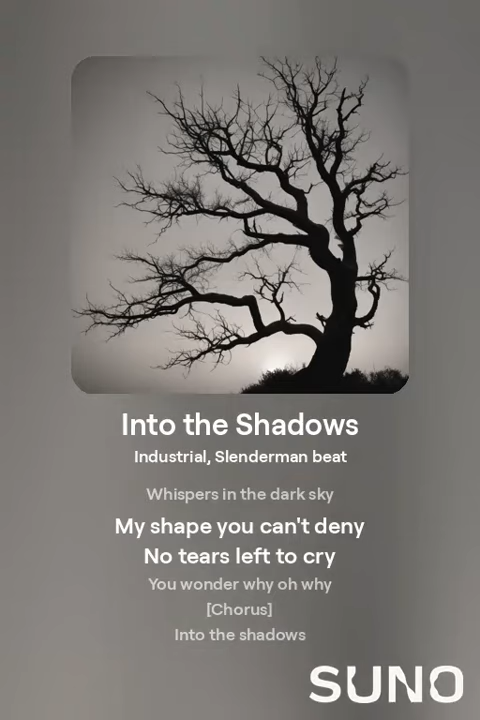 Into the Shadows
Industrial, Slenderman beat
Whispers in the dark sky
My shape you can't deny
No tears left to cry
You wonder why oh why
[Chorus]
Into the shadows
SUNO